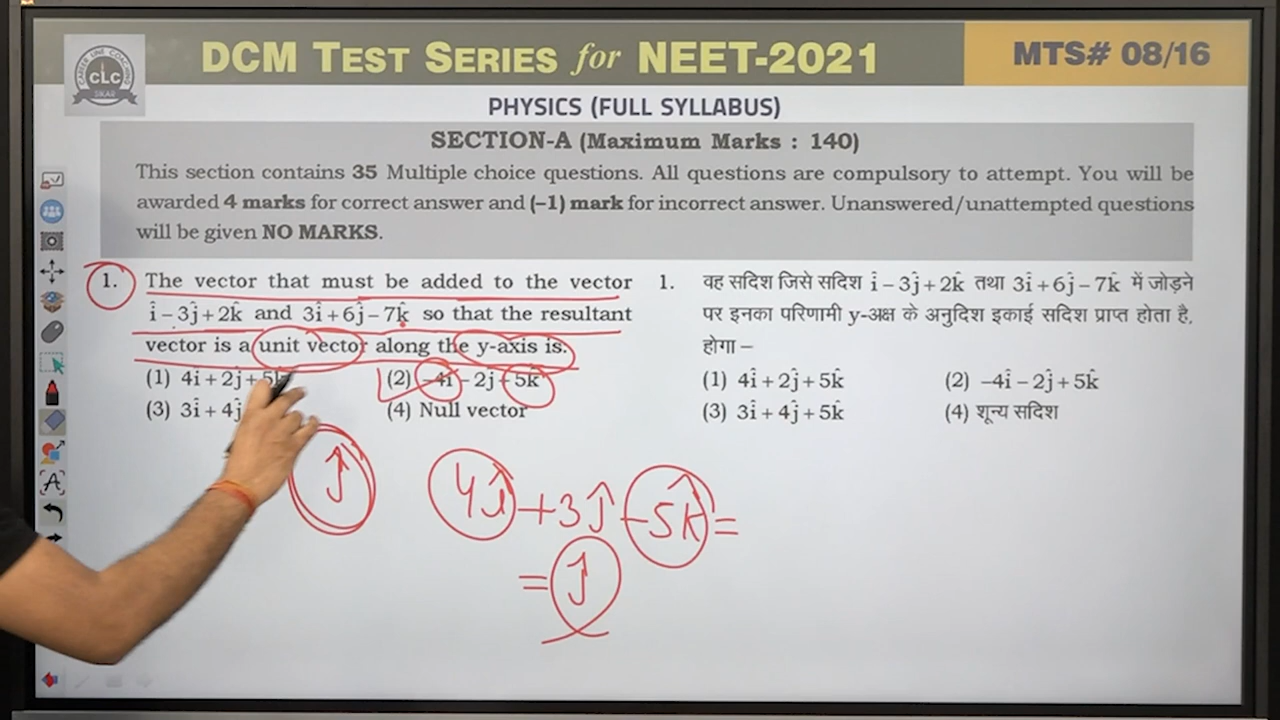 CAREER LINE COACHING
CLC
SIKAR
DCM TEST SERIES for NEET-2021
MTS# 08/16
PHYSICS (FULL SYLLABUS)
SECTION-A (Maximum Marks : 140)
This section contains 35 Multiple choice questions. All questions are compulsory to attempt. You will be
awarded 4 marks for correct answer and (–1) mark for incorrect answer. Unanswered/unattempted questions
will be given NO MARKS.
1. The vector that must be added to the vector
î – 3ĵ + 2k̂ and 3î + 6ĵ – 7k̂ so that the resultant
vector is a unit vector along the y-axis is.
(1) 4î + 2ĵ + 5k̂ (2) –4î – 2ĵ + 5k̂
(3) 3î + 4ĵ (4) Null vector
1. वह सदिश जिसे सदिश î – 3ĵ + 2k̂ तथा 3î + 6ĵ – 7k̂ में जोड़ने
पर इनका परिणामी y-अक्ष के अनुदिश इकाई सदिश प्राप्त होता है,
होगा –
(1) 4î + 2ĵ + 5k̂ (2) –4î – 2ĵ + 5k̂
(3) 3î + 4ĵ + 5k̂ (4) शून्य सदिश
ĵ
4î + 3ĵ – 5k̂ =
= ĵ
A